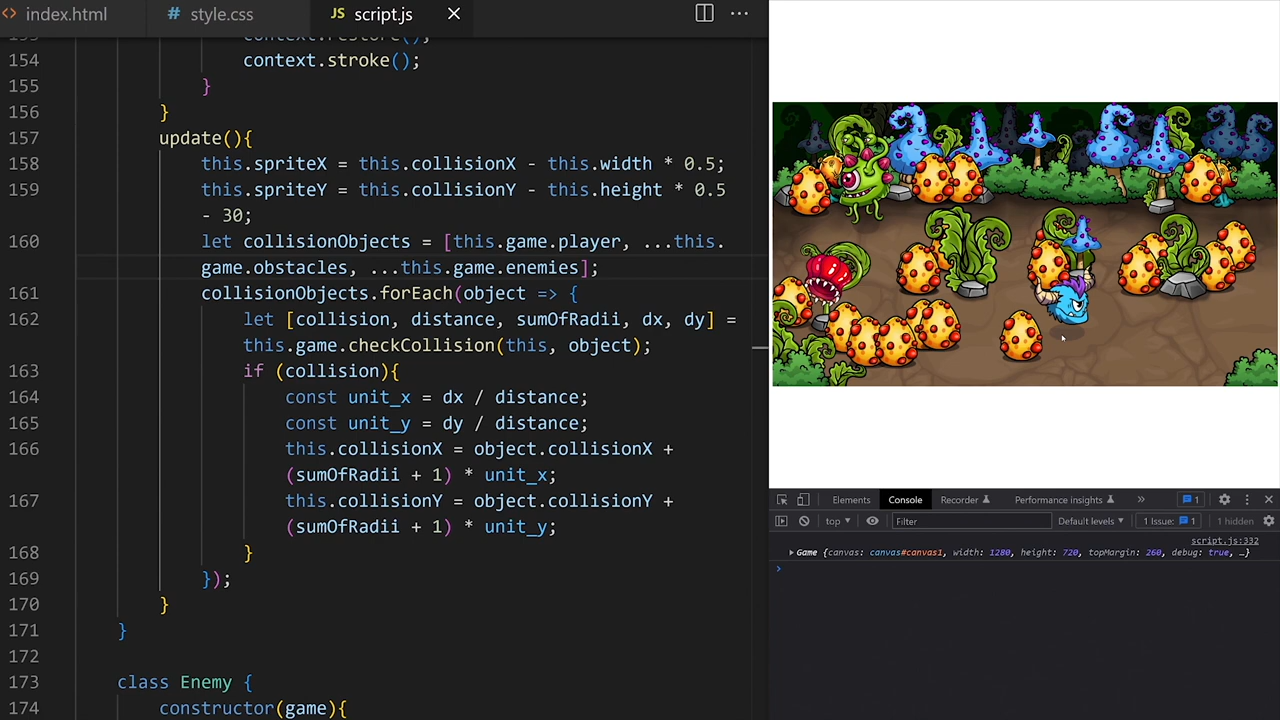 index.html
# style.css
JS script.js
153 context.restore();
154 context.stroke();
155 }
156 }
157 update(){
158 this.spriteX = this.collisionX - this.width * 0.5;
159 this.spriteY = this.collisionY - this.height * 0.5
- 30;
160 let collisionObjects = [this.game.player, ...this.
game.obstacles, ...this.game.enemies];
161 collisionObjects.forEach(object => {
162 let [collision, distance, sumOfRadii, dx, dy] =
this.game.checkCollision(this, object);
163 if (collision){
164 const unit_x = dx / distance;
165 const unit_y = dy / distance;
166 this.collisionX = object.collisionX +
(sumOfRadii + 1) * unit_x;
167 this.collisionY = object.collisionY +
(sumOfRadii + 1) * unit_y;
168 }
169 });
170 }
171 }
172
173 class Enemy {
174 constructor(game){
Elements Console Recorder Performance insights » 1
top Filter Default levels 1 Issue: 1 1 hidden
script.js:332
Game {canvas: canvas#canvas1, width: 1280, height: 720, topMargin: 260, debug: true, …}